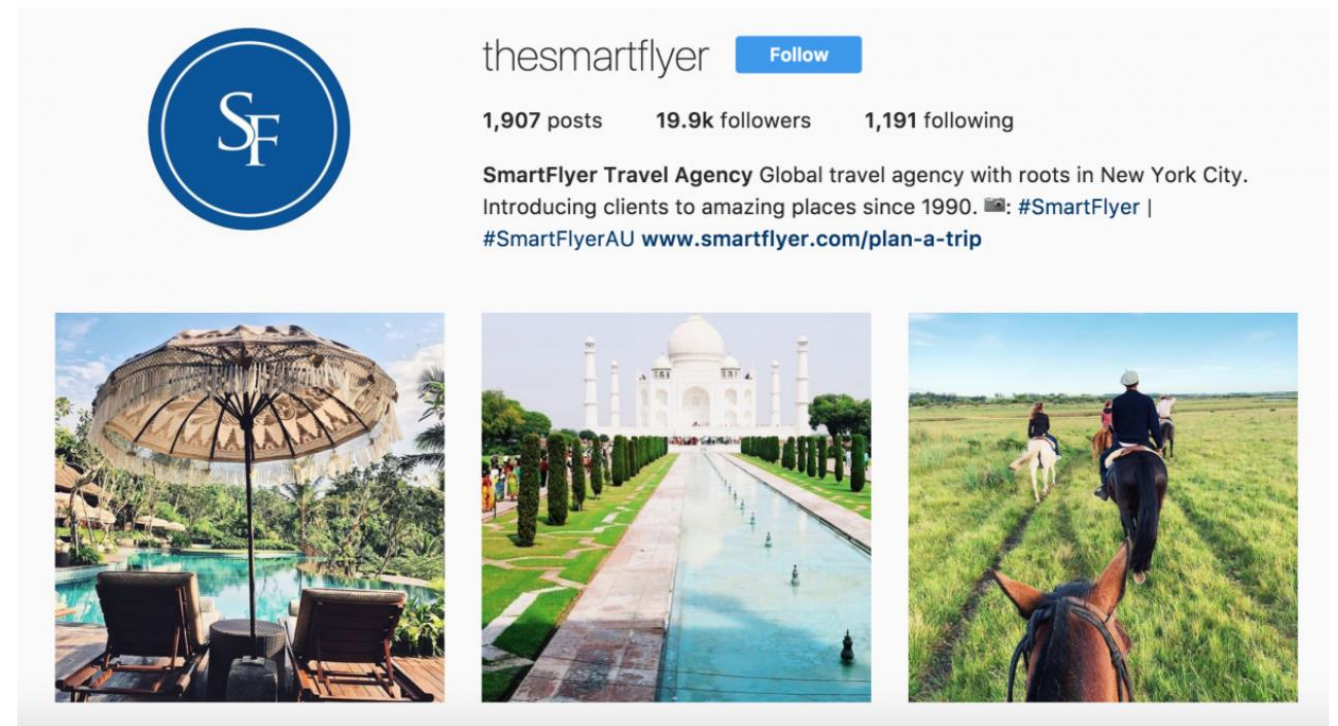 SF
thesmartflyer Follow
1,907 posts 19.9k followers 1,191 following
SmartFlyer Travel Agency Global travel agency with roots in New York City.
Introducing clients to amazing places since 1990. 📷: #SmartFlyer |
#SmartFlyerAU www.smartflyer.com/plan-a-trip